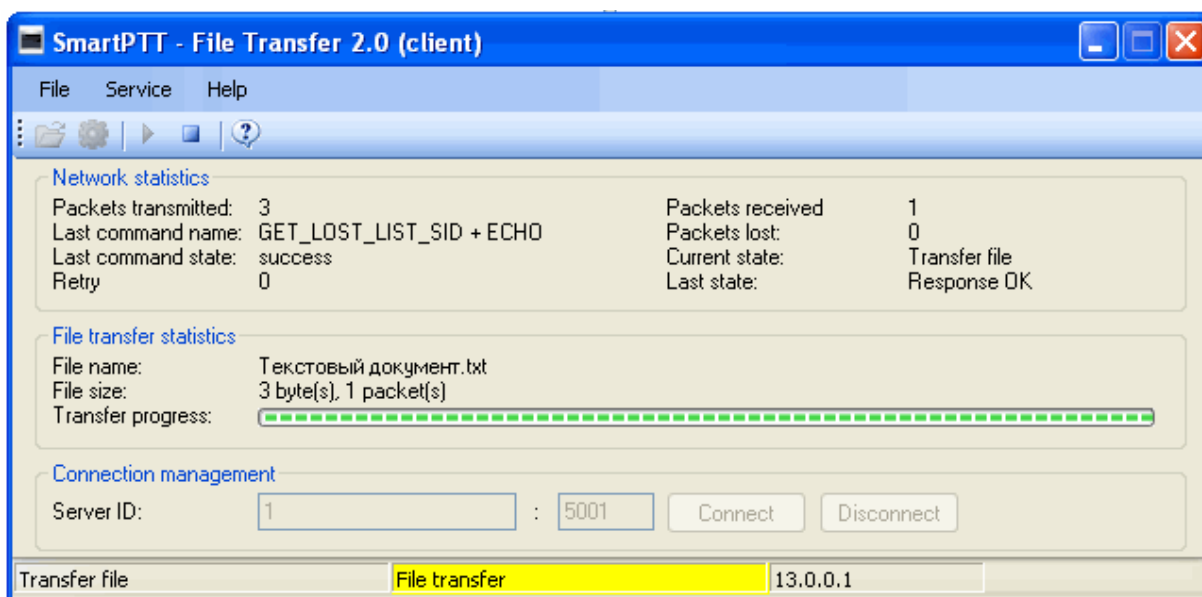 SmartPTT - File Transfer 2.0 (client)
File Service Help
Network statistics
Packets transmitted: 3 Packets received 1
Last command name: GET_LOST_LIST_SID + ECHO Packets lost: 0
Last command state: success Current state: Transfer file
Retry 0 Last state: Response OK
File transfer statistics
File name: Текстовый документ.txt
File size: 3 byte(s), 1 packet(s)
Transfer progress:
Connection management
Server ID: 1 : 5001 Connect Disconnect
Transfer file File transfer 13.0.0.1